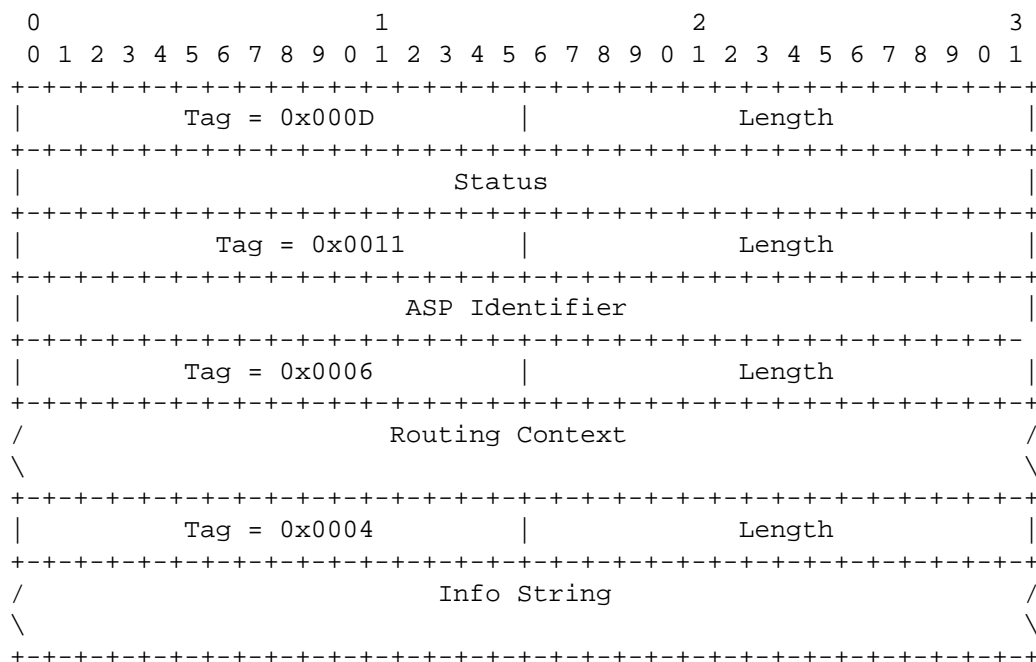 0                   1                   2                   3
 0 1 2 3 4 5 6 7 8 9 0 1 2 3 4 5 6 7 8 9 0 1 2 3 4 5 6 7 8 9 0 1
+-+-+-+-+-+-+-+-+-+-+-+-+-+-+-+-+-+-+-+-+-+-+-+-+-+-+-+-+-+-+-+-+
|          Tag = 0x000D         |             Length            |
+-+-+-+-+-+-+-+-+-+-+-+-+-+-+-+-+-+-+-+-+-+-+-+-+-+-+-+-+-+-+-+-+
|                           Status                              |
+-+-+-+-+-+-+-+-+-+-+-+-+-+-+-+-+-+-+-+-+-+-+-+-+-+-+-+-+-+-+-+-+
|            Tag = 0x0011       |             Length            |
+-+-+-+-+-+-+-+-+-+-+-+-+-+-+-+-+-+-+-+-+-+-+-+-+-+-+-+-+-+-+-+-+
|                        ASP Identifier                         |
+-+-+-+-+-+-+-+-+-+-+-+-+-+-+-+-+-+-+-+-+-+-+-+-+-+-+-+-+-+-+-+-
|          Tag = 0x0006         |             Length            |
+-+-+-+-+-+-+-+-+-+-+-+-+-+-+-+-+-+-+-+-+-+-+-+-+-+-+-+-+-+-+-+-+
/                       Routing Context                         /
\                                                               \
+-+-+-+-+-+-+-+-+-+-+-+-+-+-+-+-+-+-+-+-+-+-+-+-+-+-+-+-+-+-+-+-+
|          Tag = 0x0004         |             Length            |
+-+-+-+-+-+-+-+-+-+-+-+-+-+-+-+-+-+-+-+-+-+-+-+-+-+-+-+-+-+-+-+-+
/                          Info String                          /
\                                                               \
+-+-+-+-+-+-+-+-+-+-+-+-+-+-+-+-+-+-+-+-+-+-+-+-+-+-+-+-+-+-+-+-+